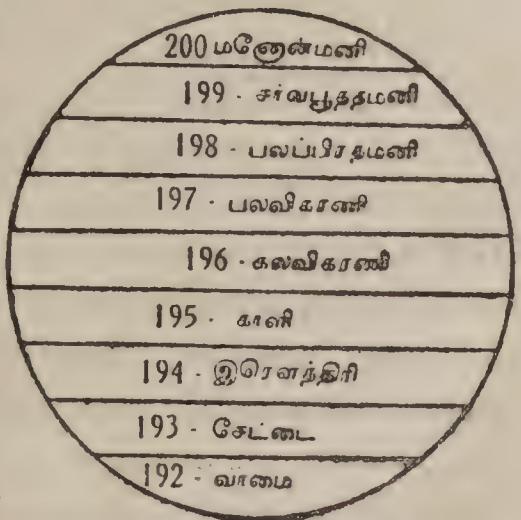 200 மனோன்மனி
199 - சர்வபூததமனி
198 - பலப்பிரதமனி
197 - பலவிகரணி
196 - கலவிகரணி
195 - காளி
194 - இரௌத்திரி
193 - சேட்டை
192 - வாமை